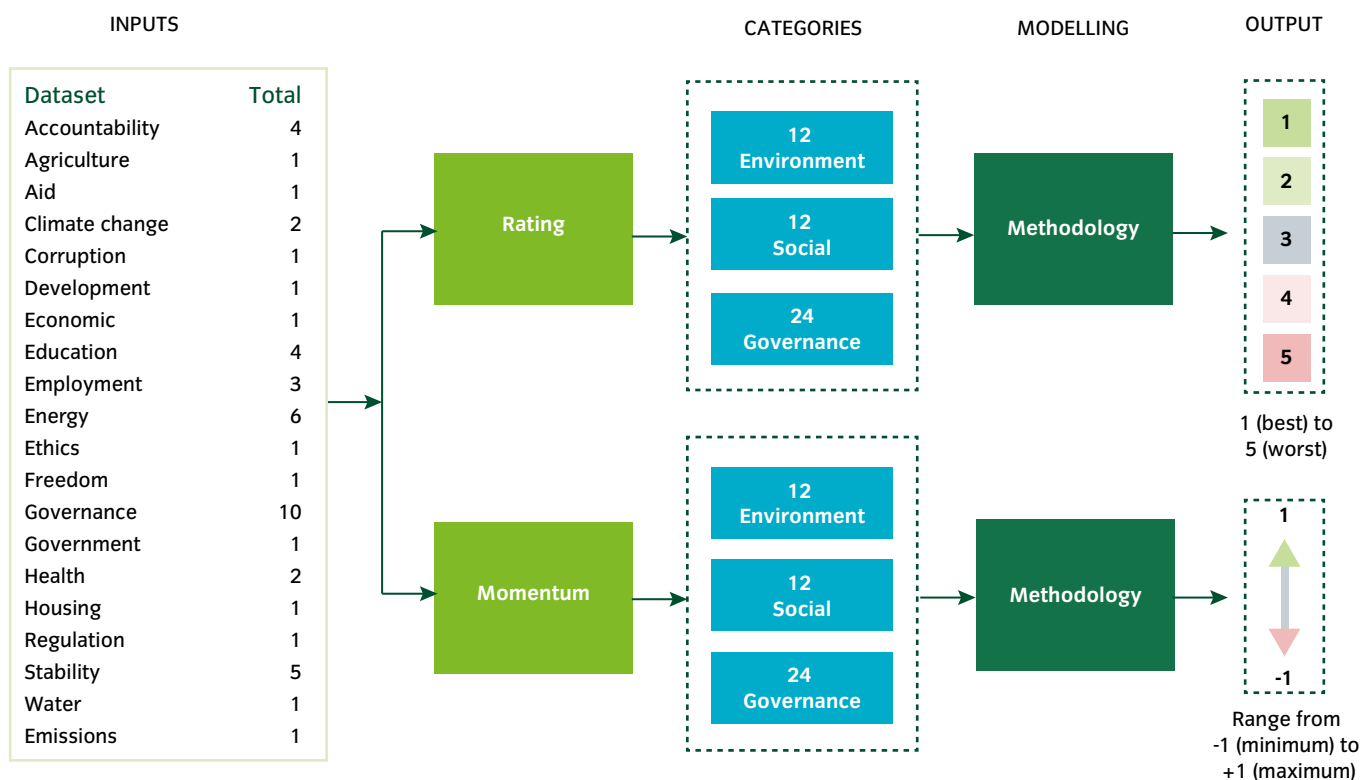 INPUTS
CATEGORIES
MODELLING
OUTPUT
Dataset Total
Accountability 4
Agriculture 1
Aid 1
Climate change 2
Corruption 1
Development 1
Economic 1
Education 4
Employment 3
Energy 6
Ethics 1
Freedom 1
Governance 10
Government 1
Health 2
Housing 1
Regulation 1
Stability 5
Water 1
Emissions 1
Rating
12
Environment
12
Social
24
Governance
Methodology
1
2
3
4
5
1 (best) to
5 (worst)
Momentum
12
Environment
12
Social
24
Governance
Methodology
1
-1
Range from
-1 (minimum) to
+1 (maximum)